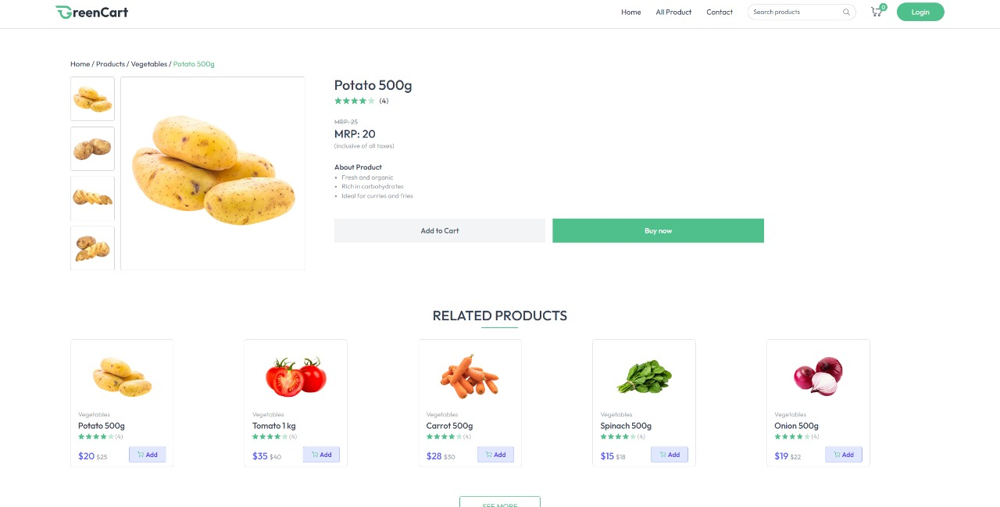 GreenCart
Home
All Product
Contact
Search products
0
Login
Home / Products / Vegetables / Potato 500g
Potato 500g
(4)
MRP: 25
MRP: 20
(inclusive of all taxes)
About Product
• Fresh and organic
• Rich in carbohydrates
• Ideal for curries and fries
Add to Cart
Buy now
RELATED PRODUCTS
Vegetables
Potato 500g
(4)
$20 $25
Add
Vegetables
Tomato 1 kg
(4)
$35 $40
Add
Vegetables
Carrot 500g
(4)
$28 $30
Add
Vegetables
Spinach 500g
(4)
$15 $18
Add
Vegetables
Onion 500g
(4)
$19 $22
Add
SEE MORE